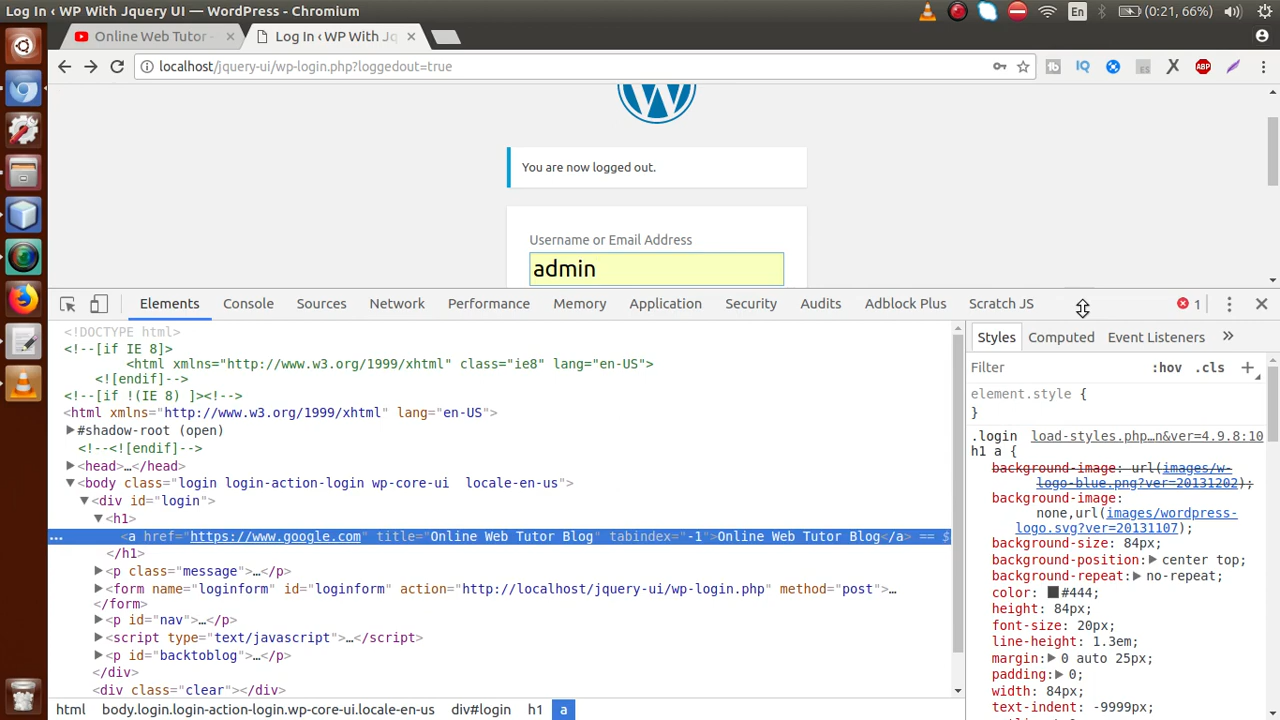 Log In ‹ WP With Jquery UI — WordPress - Chromium
En
(0:21, 66%)
Online Web Tutor -
Log In ‹ WP With Jq
localhost/jquery-ui/wp-login.php?loggedout=true
fb
IQ
ES
X
ABP
You are now logged out.
Username or Email Address
admin
Elements Console Sources Network Performance Memory Application Security Audits Adblock Plus Scratch JS
1
<!DOCTYPE html>
<!--[if IE 8]>
<html xmlns="http://www.w3.org/1999/xhtml" class="ie8" lang="en-US">
<![endif]-->
<!--[if !(IE 8) ]><!-->
<html xmlns="http://www.w3.org/1999/xhtml" lang="en-US">
#shadow-root (open)
<!--<![endif]-->
<head>…</head>
<body class="login login-action-login wp-core-ui  locale-en-us">
<div id="login">
<h1>
… <a href="https://www.google.com" title="Online Web Tutor Blog" tabindex="-1">Online Web Tutor Blog</a> == $
</h1>
<p class="message">…</p>
<form name="loginform" id="loginform" action="http://localhost/jquery-ui/wp-login.php" method="post">…
</form>
<p id="nav">…</p>
<script type="text/javascript">…</script>
<p id="backtoblog">…</p>
</div>
<div class="clear"></div>
html body.login.login-action-login.wp-core-ui.locale-en-us div#login h1 a
Styles Computed Event Listeners »
Filter :hov .cls +
element.style {
}
.login load-styles.php…n&ver=4.9.8:10
h1 a {
background-image: url(images/w-
logo-blue.png?ver=20131202);
background-image:
none,url(images/wordpress-
logo.svg?ver=20131107);
background-size: 84px;
background-position: center top;
background-repeat: no-repeat;
color: #444;
height: 84px;
font-size: 20px;
line-height: 1.3em;
margin: 0 auto 25px;
padding: 0;
width: 84px;
text-indent: -9999px;